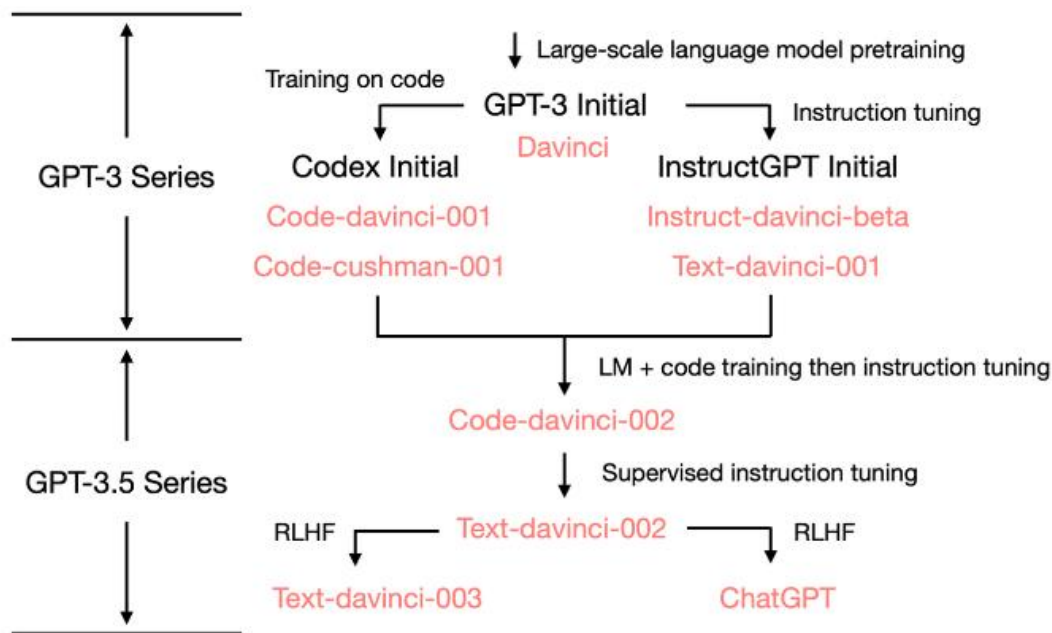 Large-scale language model pretraining
Training on code
GPT-3 Initial
Instruction tuning
Davinci
Codex Initial
InstructGPT Initial
GPT-3 Series
Code-davinci-001
Instruct-davinci-beta
Code-cushman-001
Text-davinci-001
LM + code training then instruction tuning
Code-davinci-002
Supervised instruction tuning
GPT-3.5 Series
RLHF
Text-davinci-002
RLHF
Text-davinci-003
ChatGPT